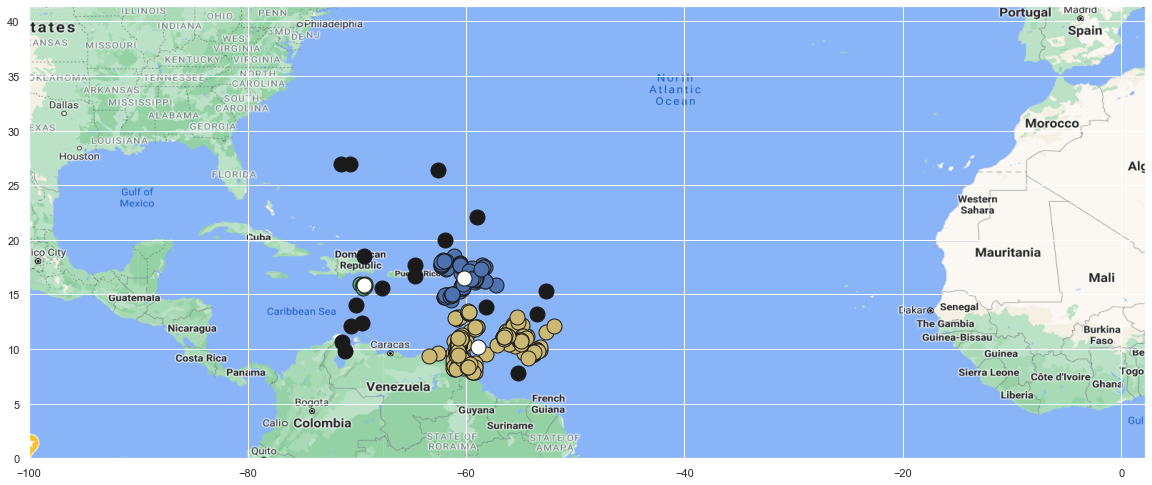 ILLINOIS
OHIO
PENN
tates
INDIANA
Philadelphia
MD
DE
NJ
ANSAS
MISSOURI
WEST
VIRGINIA
KENTUCKY
VIRGINIA
OKLAHOMA
TENNESSEE
NORTH
CAROLINA
ARKANSAS
MISSISSIPPI
SOUTH
CAROLINA
Dallas
ALABAMA
GEORGIA
EXAS
LOUISIANA
Houston
FLORIDA
Gulf of
Mexico
Cuba
ico City
Dominican
Republic
Puerto Rico
Guatemala
Caribbean Sea
Nicaragua
Caracas
Costa Rica
Panama
Venezuela
Bogota
Cali
Colombia
Guyana
French
Guiana
Suriname
STATE OF
RORAIMA
STATE OF
AMAPA
Quito
North
Atlantic
Ocean
Portugal
Madrid
Spain
Morocco
Alg
Western
Sahara
Mauritania
Mali
Dakar
Senegal
The Gambia
Guinea-Bissau
Burkina
Faso
Guinea
Be
Sierra Leone
Côte d'Ivoire
Togo
Ghana
Liberia
Gulf
40
35
30
25
20
15
10
5
0
−100
−80
−60
−40
−20
0